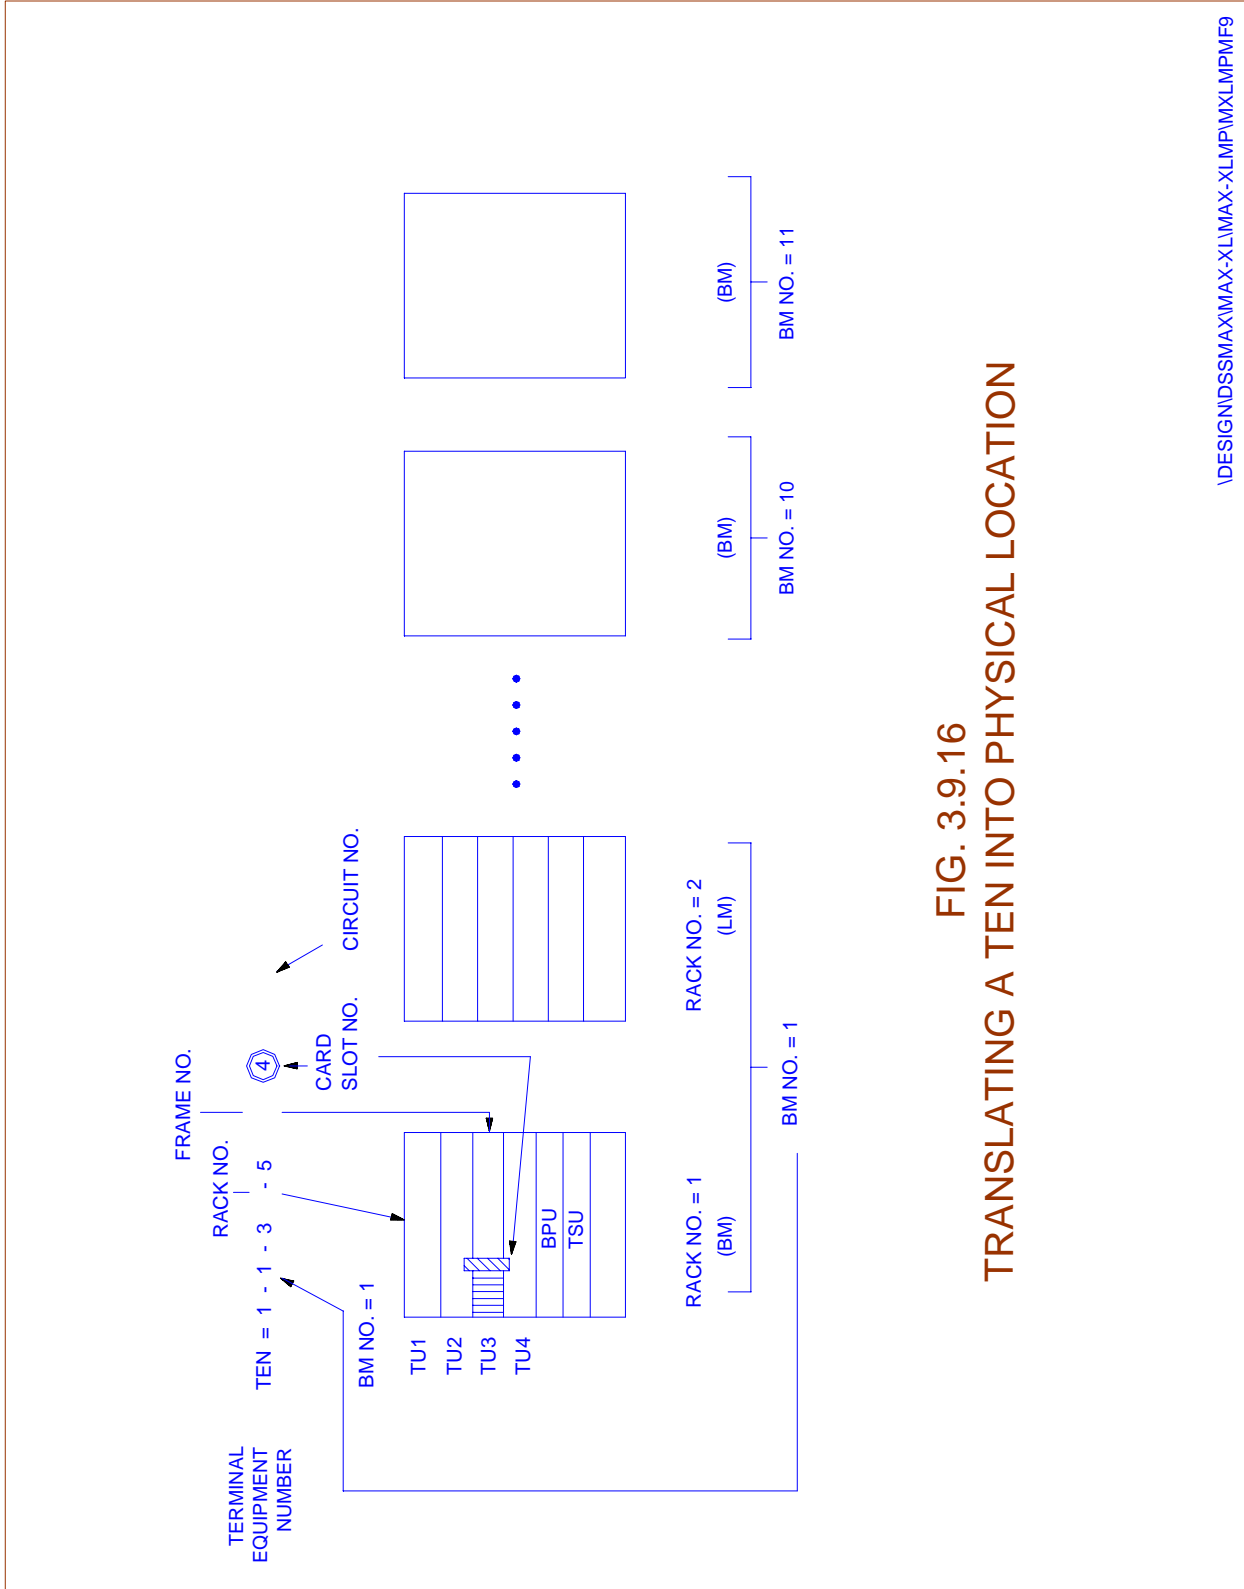 FRAME NO.
RACK NO.
TERMINAL
EQUIPMENT
NUMBER
TEN = 1 - 1 - 3 - 5
4
CARD
SLOT NO.
CIRCUIT NO.
BM NO. = 1
TU1
TU2
TU3
TU4
BPU
TSU
RACK NO. = 1
(BM)
RACK NO. = 2
(LM)
(BM)
(BM)
BM NO. = 1
BM NO. = 10
BM NO. = 11
FIG. 3.9.16
TRANSLATING A TEN INTO PHYSICAL LOCATION
\DESIGN\DSSMAX\MAX-XL\MAX-XLMP\MXLMPMF9